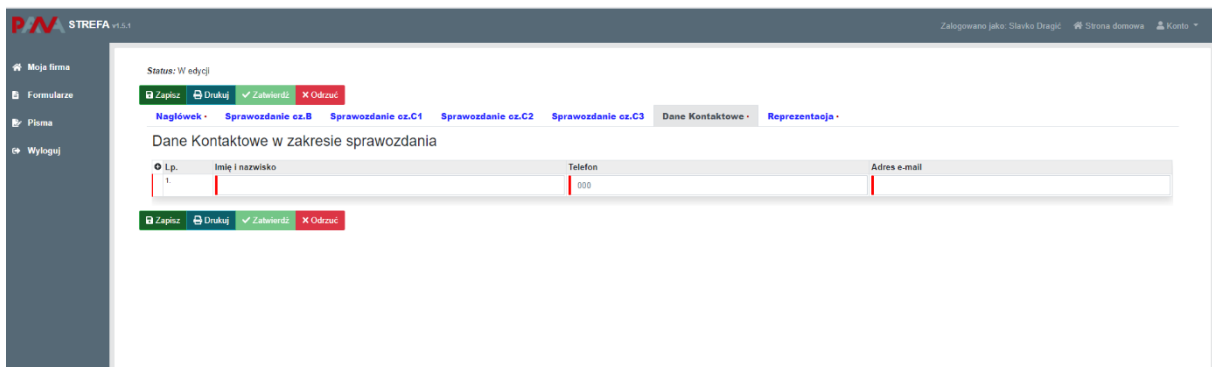 PANA STREFA v1.5.1
Zalogowano jako: Slavko Dragić Strona domowa Konto
Moja firma
Formularze
Pisma
Wyloguj
Status: W edycji
Zapisz Drukuj Zatwierdź Odrzuć
Nagłówek • Sprawozdanie cz.B Sprawozdanie cz.C1 Sprawozdanie cz.C2 Sprawozdanie cz.C3 Dane Kontaktowe • Reprezentacja •
Dane Kontaktowe w zakresie sprawozdania
Lp. Imię i nazwisko Telefon Adres e-mail
1. 000
Zapisz Drukuj Zatwierdź Odrzuć